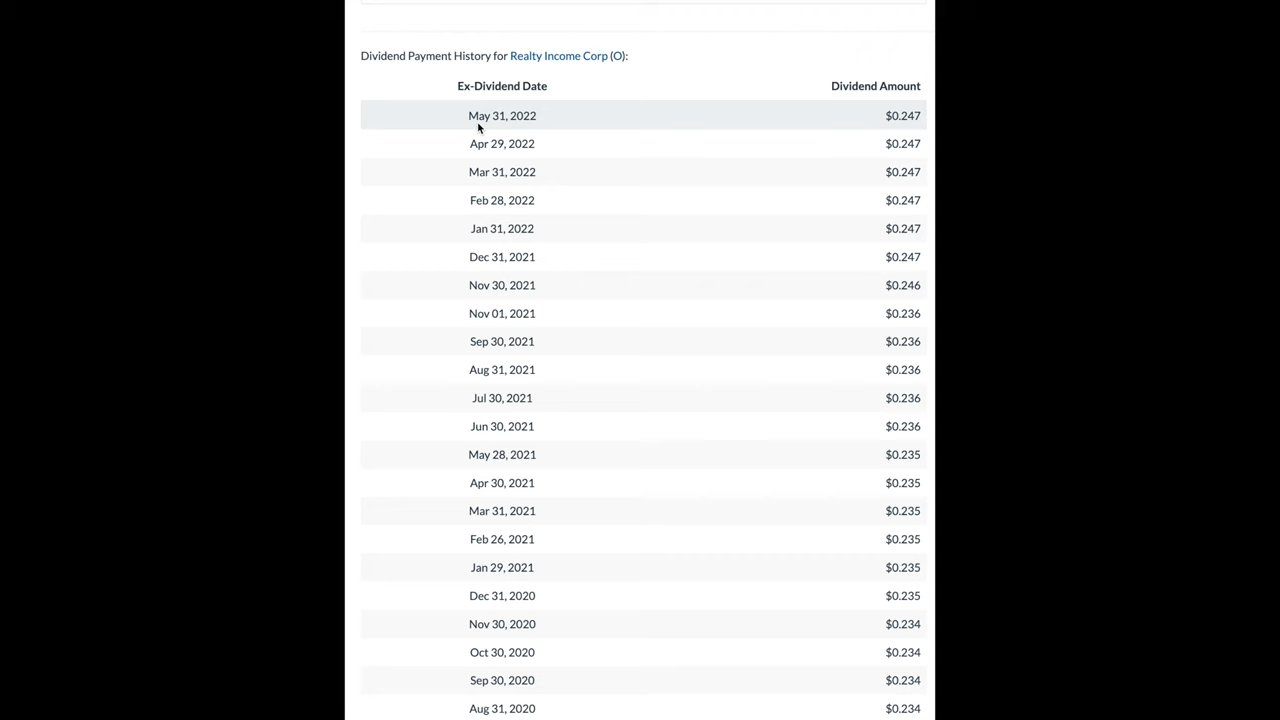 Dividend Payment History for Realty Income Corp (O):
Ex-Dividend Date Dividend Amount
May 31, 2022 $0.247
Apr 29, 2022 $0.247
Mar 31, 2022 $0.247
Feb 28, 2022 $0.247
Jan 31, 2022 $0.247
Dec 31, 2021 $0.247
Nov 30, 2021 $0.246
Nov 01, 2021 $0.236
Sep 30, 2021 $0.236
Aug 31, 2021 $0.236
Jul 30, 2021 $0.236
Jun 30, 2021 $0.236
May 28, 2021 $0.235
Apr 30, 2021 $0.235
Mar 31, 2021 $0.235
Feb 26, 2021 $0.235
Jan 29, 2021 $0.235
Dec 31, 2020 $0.235
Nov 30, 2020 $0.234
Oct 30, 2020 $0.234
Sep 30, 2020 $0.234
Aug 31, 2020 $0.234